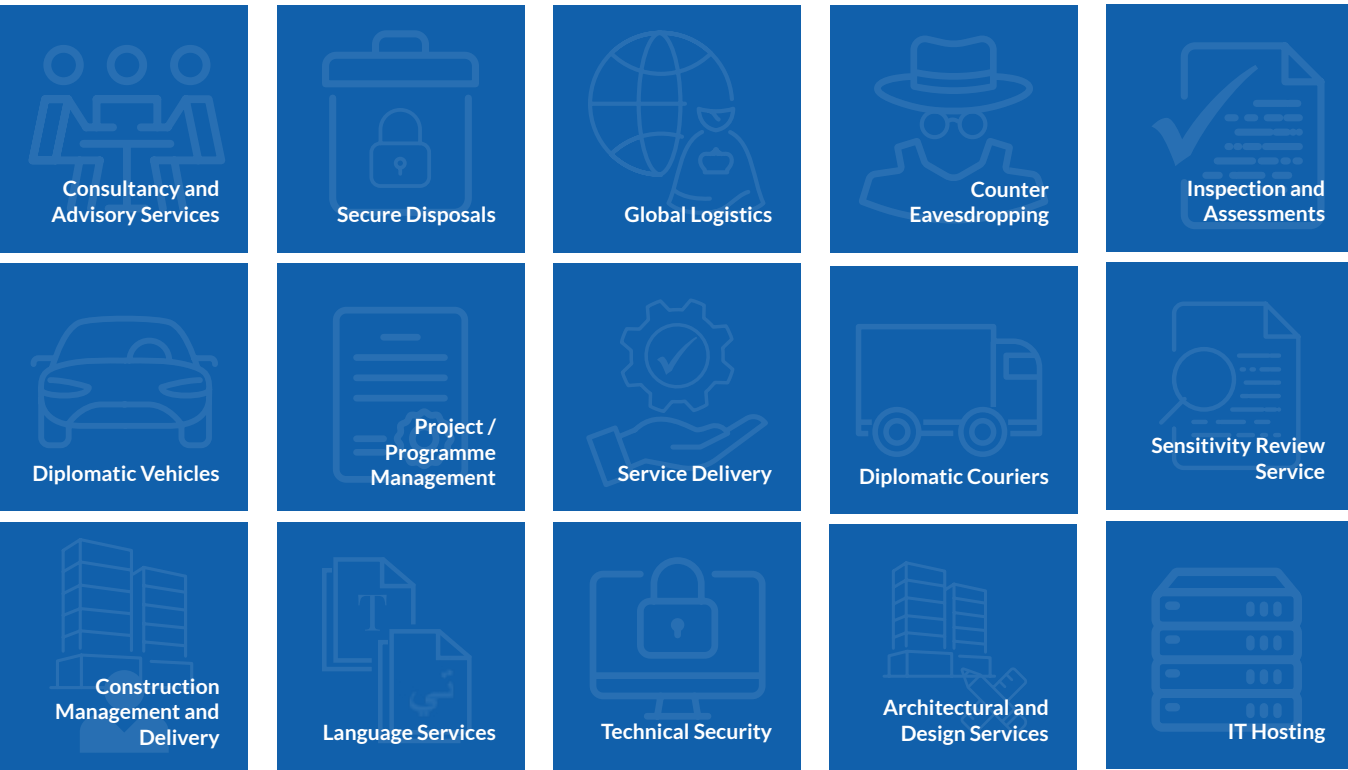 Consultancy and
Advisory Services
Secure Disposals
Global Logistics
Counter
Eavesdropping
Inspection and
Assessments
Diplomatic Vehicles
Project /
Programme
Management
Service Delivery
Diplomatic Couriers
Sensitivity Review
Service
Construction
Management and
Delivery
T
Language Services
Technical Security
Architectural and
Design Services
IT Hosting